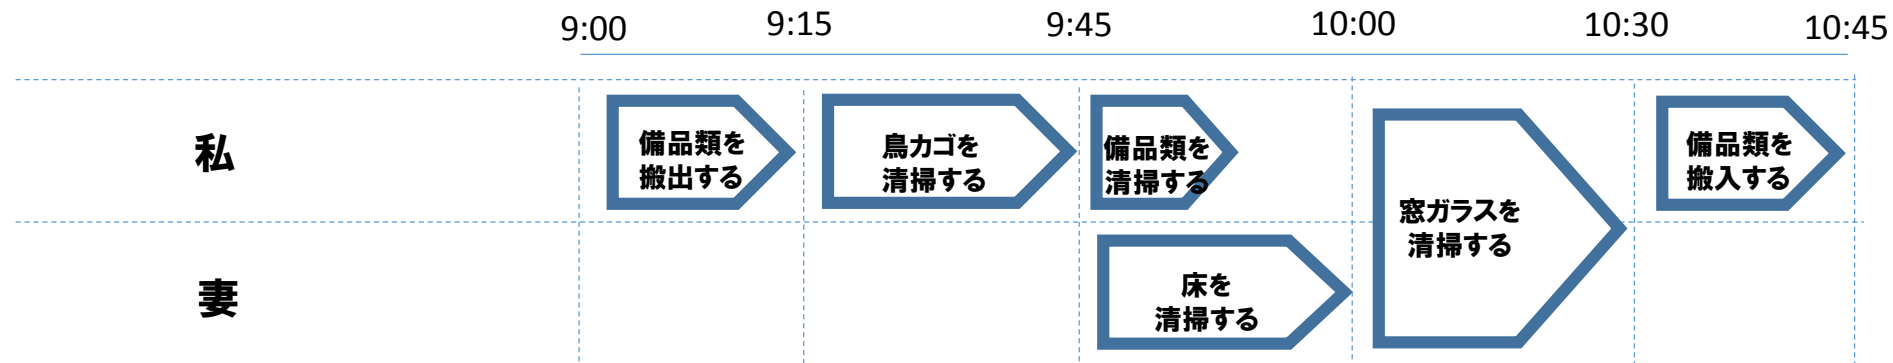 9:00 9:15 9:45 10:00 10:30 10:45
私
備品類を
搬出する
鳥カゴを
清掃する
備品類を
清掃する
窓ガラスを
清掃する
備品類を
搬入する
妻
床を
清掃する